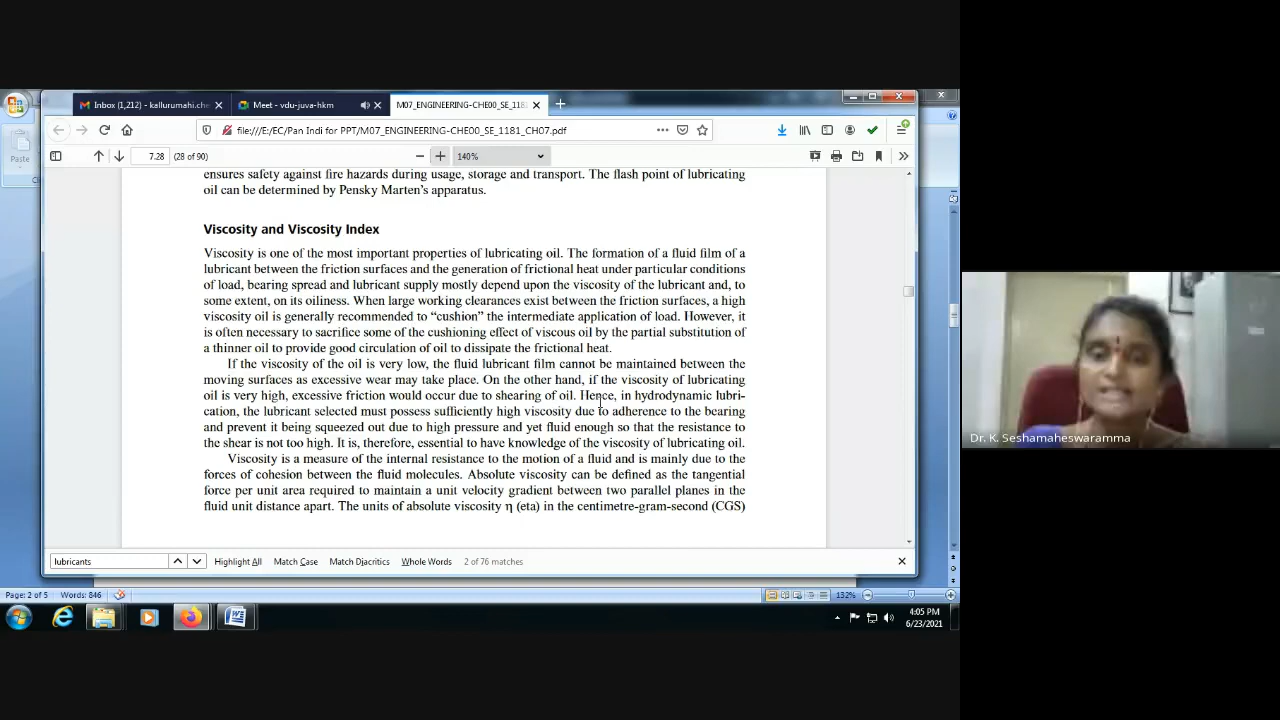 Inbox (1,212) - kallurumahi.che
Meet - vdu-juva-hkm
M07_ENGINEERING-CHE00_SE_118
file:///E:/EC/Pan Indi for PPT/M07_ENGINEERING-CHE00_SE_1181_CH07.pdf
Paste
7.28 (28 of 90)
140%
ensures safety against fire hazards during usage, storage and transport. The flash point of lubricating
oil can be determined by Pensky Marten's apparatus.
Viscosity and Viscosity Index
Viscosity is one of the most important properties of lubricating oil. The formation of a fluid film of a
lubricant between the friction surfaces and the generation of frictional heat under particular conditions
of load, bearing spread and lubricant supply mostly depend upon the viscosity of the lubricant and, to
some extent, on its oiliness. When large working clearances exist between the friction surfaces, a high
viscosity oil is generally recommended to “cushion” the intermediate application of load. However, it
is often necessary to sacrifice some of the cushioning effect of viscous oil by the partial substitution of
a thinner oil to provide good circulation of oil to dissipate the frictional heat.
If the viscosity of the oil is very low, the fluid lubricant film cannot be maintained between the
moving surfaces as excessive wear may take place. On the other hand, if the viscosity of lubricating
oil is very high, excessive friction would occur due to shearing of oil. Hence, in hydrodynamic lubri-
cation, the lubricant selected must possess sufficiently high viscosity due to adherence to the bearing
and prevent it being squeezed out due to high pressure and yet fluid enough so that the resistance to
the shear is not too high. It is, therefore, essential to have knowledge of the viscosity of lubricating oil.
Viscosity is a measure of the internal resistance to the motion of a fluid and is mainly due to the
forces of cohesion between the fluid molecules. Absolute viscosity can be defined as the tangential
force per unit area required to maintain a unit velocity gradient between two parallel planes in the
fluid unit distance apart. The units of absolute viscosity η (eta) in the centimetre-gram-second (CGS)
Dr. K. Seshamaheswaramma
lubricants
Highlight All
Match Case
Match Diacritics
Whole Words
2 of 76 matches
Page: 2 of 5
Words: 846
132%
4:05 PM
6/23/2021